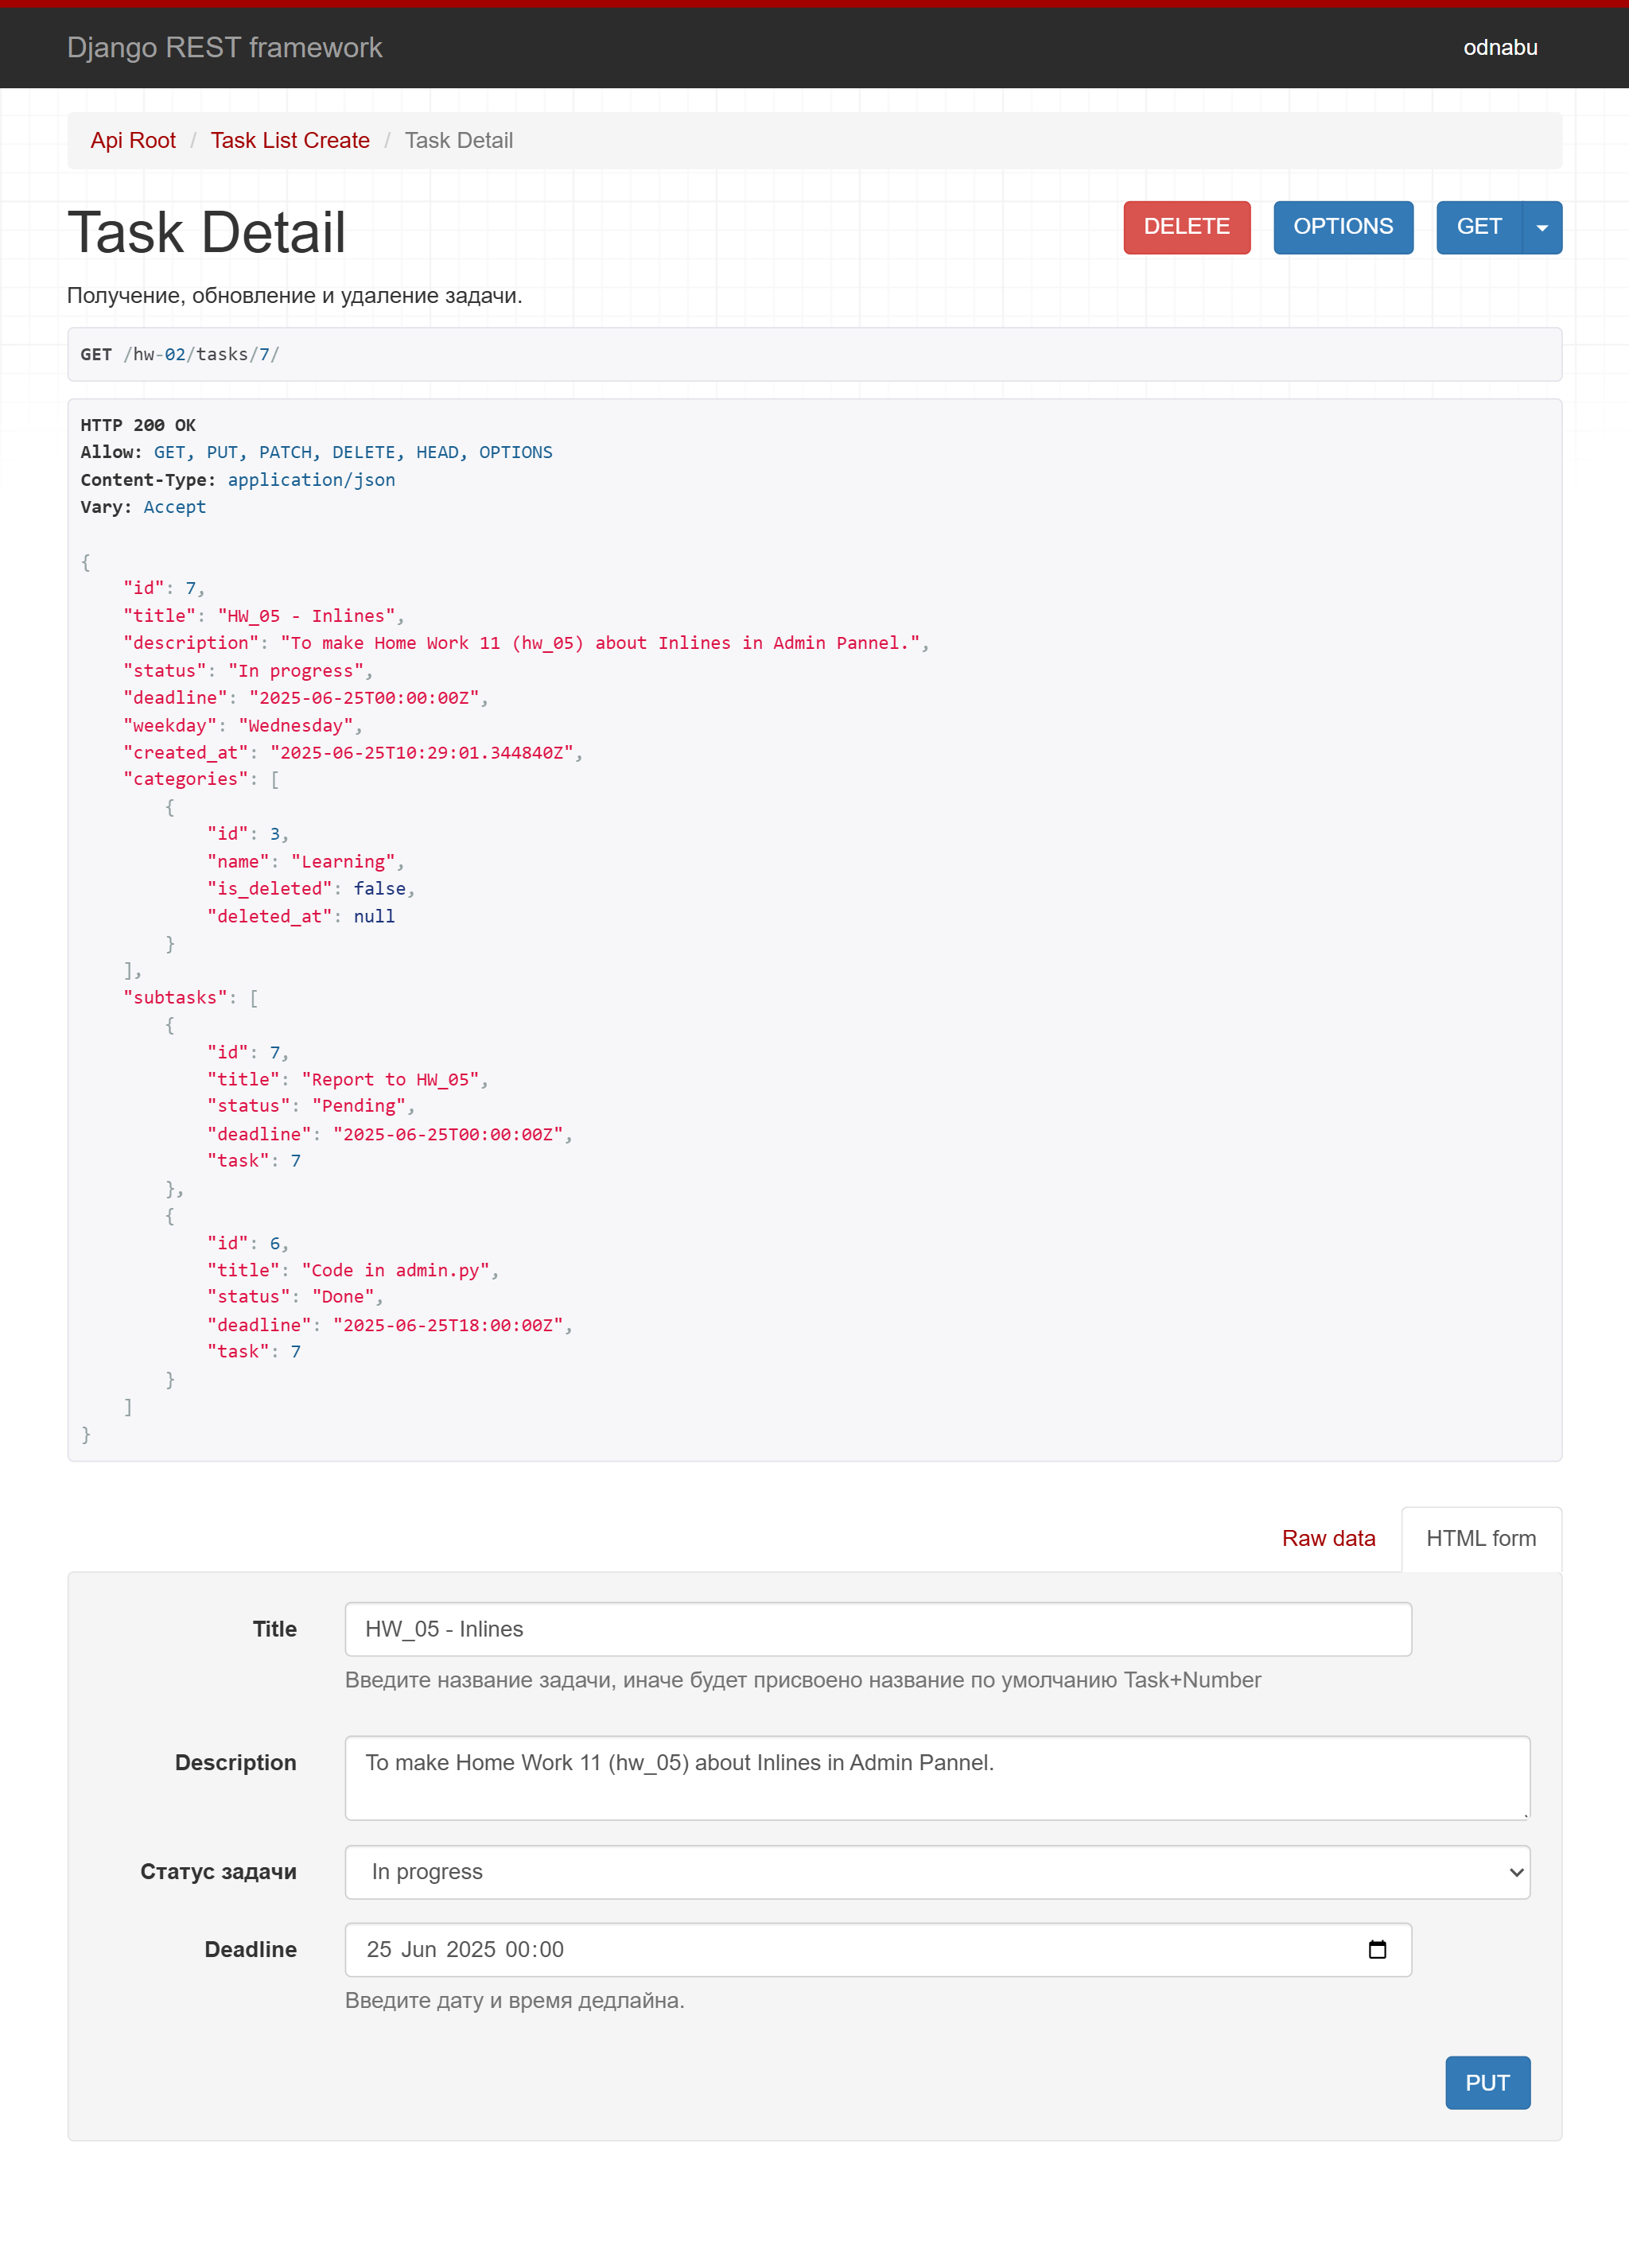 Django REST framework
odnabu
Api Root / Task List Create / Task Detail
Task Detail
DELETE
OPTIONS
GET
Получение, обновление и удаление задачи.
GET /hw-02/tasks/7/
HTTP 200 OK
Allow: GET, PUT, PATCH, DELETE, HEAD, OPTIONS
Content-Type: application/json
Vary: Accept
{
    "id": 7,
    "title": "HW_05 - Inlines",
    "description": "To make Home Work 11 (hw_05) about Inlines in Admin Pannel.",
    "status": "In progress",
    "deadline": "2025-06-25T00:00:00Z",
    "weekday": "Wednesday",
    "created_at": "2025-06-25T10:29:01.344840Z",
    "categories": [
        {
            "id": 3,
            "name": "Learning",
            "is_deleted": false,
            "deleted_at": null
        }
    ],
    "subtasks": [
        {
            "id": 7,
            "title": "Report to HW_05",
            "status": "Pending",
            "deadline": "2025-06-25T00:00:00Z",
            "task": 7
        },
        {
            "id": 6,
            "title": "Code in admin.py",
            "status": "Done",
            "deadline": "2025-06-25T18:00:00Z",
            "task": 7
        }
    ]
}
Raw data
HTML form
Title
HW_05 - Inlines
Введите название задачи, иначе будет присвоено название по умолчанию Task+Number
Description
To make Home Work 11 (hw_05) about Inlines in Admin Pannel.
Статус задачи
In progress
Deadline
25 Jun 2025 00:00
Введите дату и время дедлайна.
PUT